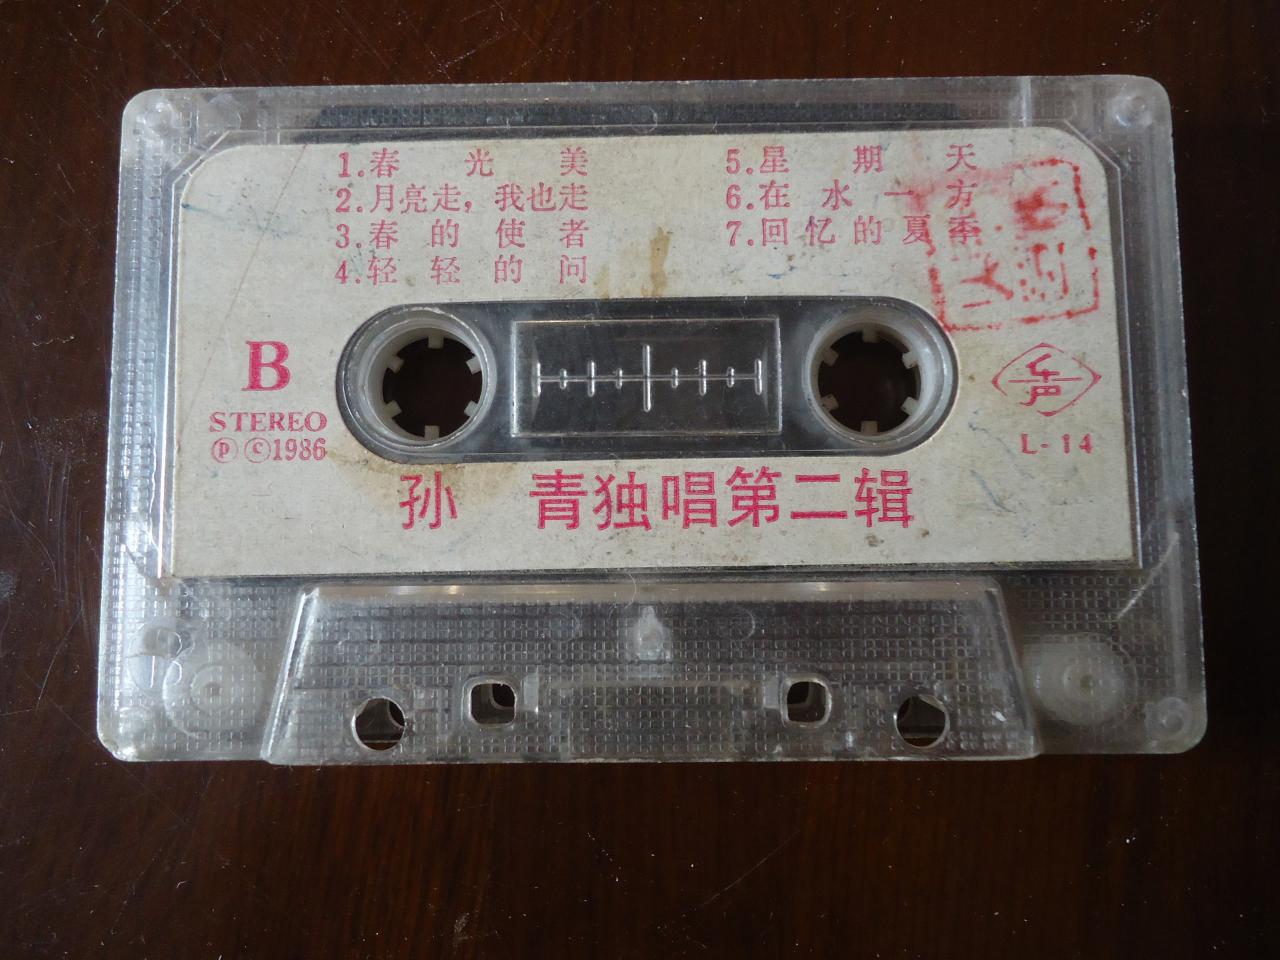 1.春光美
2.月亮走，我也走
3.春的使者
4.轻轻的问
5.星期天
6.在水一方
7.回忆的夏季
B
STEREO
Ⓟ ©1986
乐声
L-14
孙 青独唱第二辑